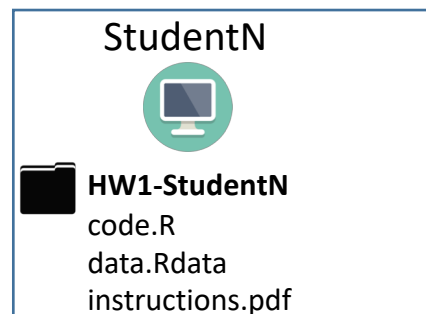 StudentN
HW1-StudentN
code.R
data.Rdata
instructions.pdf